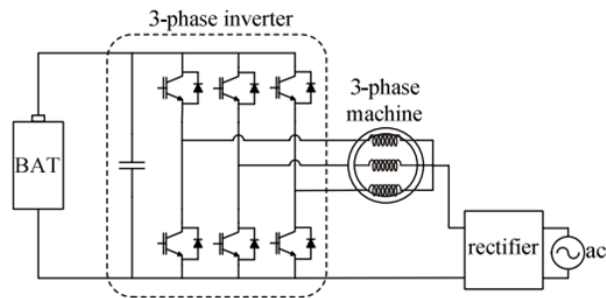 3-phase inverter
3-phase
machine
BAT
rectifier
ac